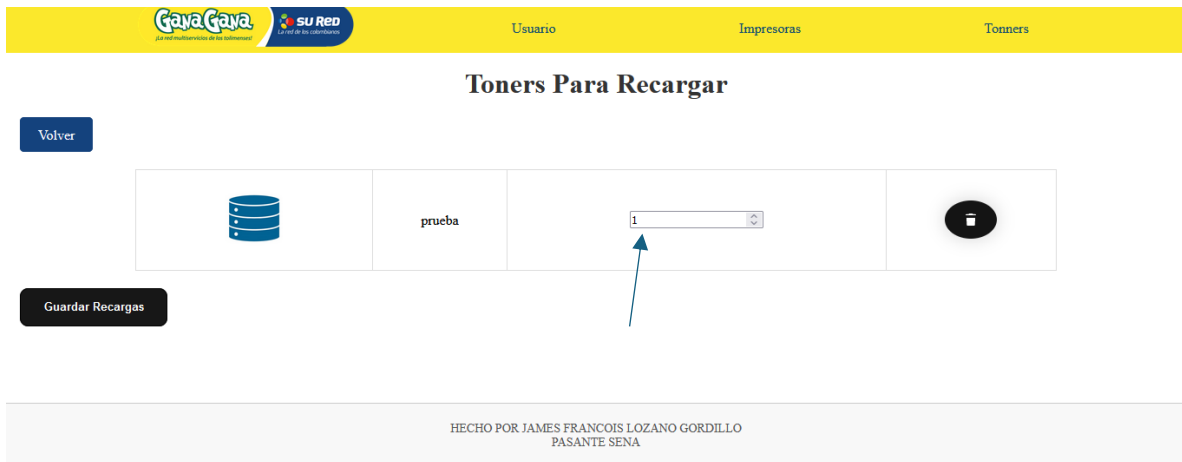 GanaGana
¡La red multiservicios de los tolimenses!
SU RED
La red de los colombianos
Usuario
Impresoras
Tonners
Toners Para Recargar
Volver
prueba
1
Guardar Recargas
HECHO POR JAMES FRANCOIS LOZANO GORDILLO
PASANTE SENA